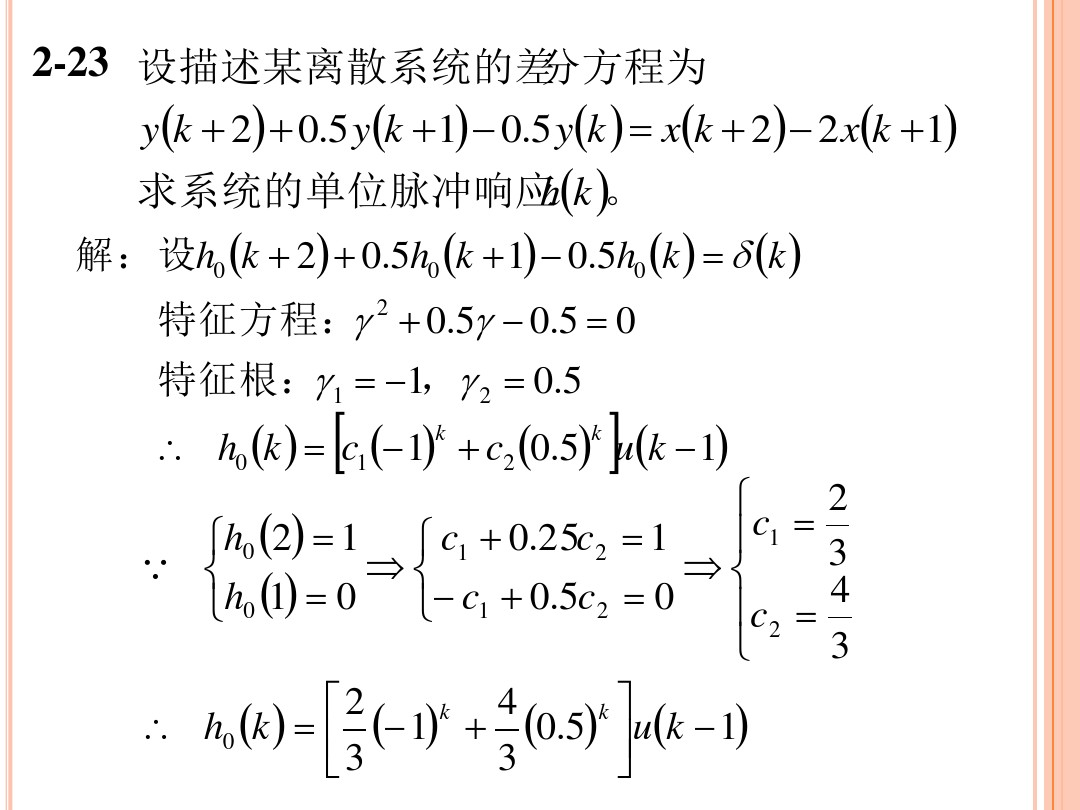 2-23 设描述某离散系统的差分方程为
y(k+2)+0.5y(k+1)−0.5y(k)=x(k+2)−2x(k+1)
求系统的单位脉冲响应h(k)。
解：设h₀(k+2)+0.5h₀(k+1)−0.5h₀(k)=δ(k)
特征方程：γ²+0.5γ−0.5=0
特征根：γ₁=−1，γ₂=0.5
∴ h₀(k)=[c₁(−1)ᵏ+c₂(0.5)ᵏ]u(k−1)
∵ {h₀(2)=1 ⇒ {c₁+0.25c₂=1 ⇒ {c₁=2/3
h₀(1)=0 −c₁+0.5c₂=0 c₂=4/3
∴ h₀(k)=[2/3(−1)ᵏ+4/3(0.5)ᵏ]u(k−1)